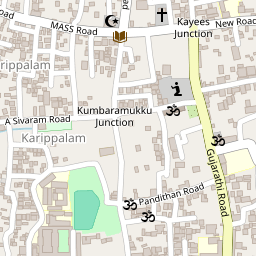 MASS Road
Kayees
Junction
New Road
Karippalam
Kumbaramukku
Junction
A Sivaram Road
Karippalam
Gujarathi Road
Pandithan Road